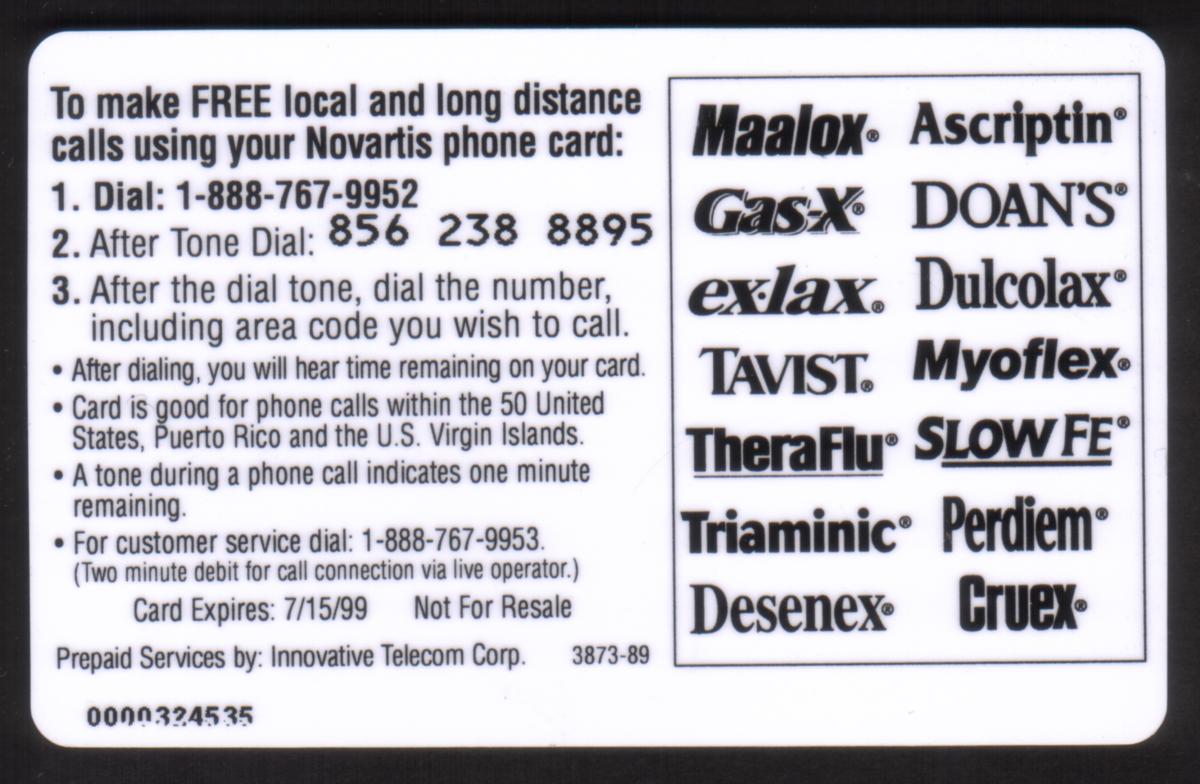 To make FREE local and long distance
calls using your Novartis phone card:
1. Dial: 1-888-767-9952
2. After Tone Dial: 856 238 8895
3. After the dial tone, dial the number,
including area code you wish to call.
• After dialing, you will hear time remaining on your card.
• Card is good for phone calls within the 50 United
States, Puerto Rico and the U.S. Virgin Islands.
• A tone during a phone call indicates one minute
remaining.
• For customer service dial: 1-888-767-9953.
(Two minute debit for call connection via live operator.)
Card Expires: 7/15/99 Not For Resale
Prepaid Services by: Innovative Telecom Corp. 3873-89
0000324535
Maalox® Ascriptin®
Gas-X® DOAN'S®
ex·lax® Dulcolax®
TAVIST® Myoflex®
TheraFlu® SLOW FE®
Triaminic® Perdiem®
Desenex® Cruex®